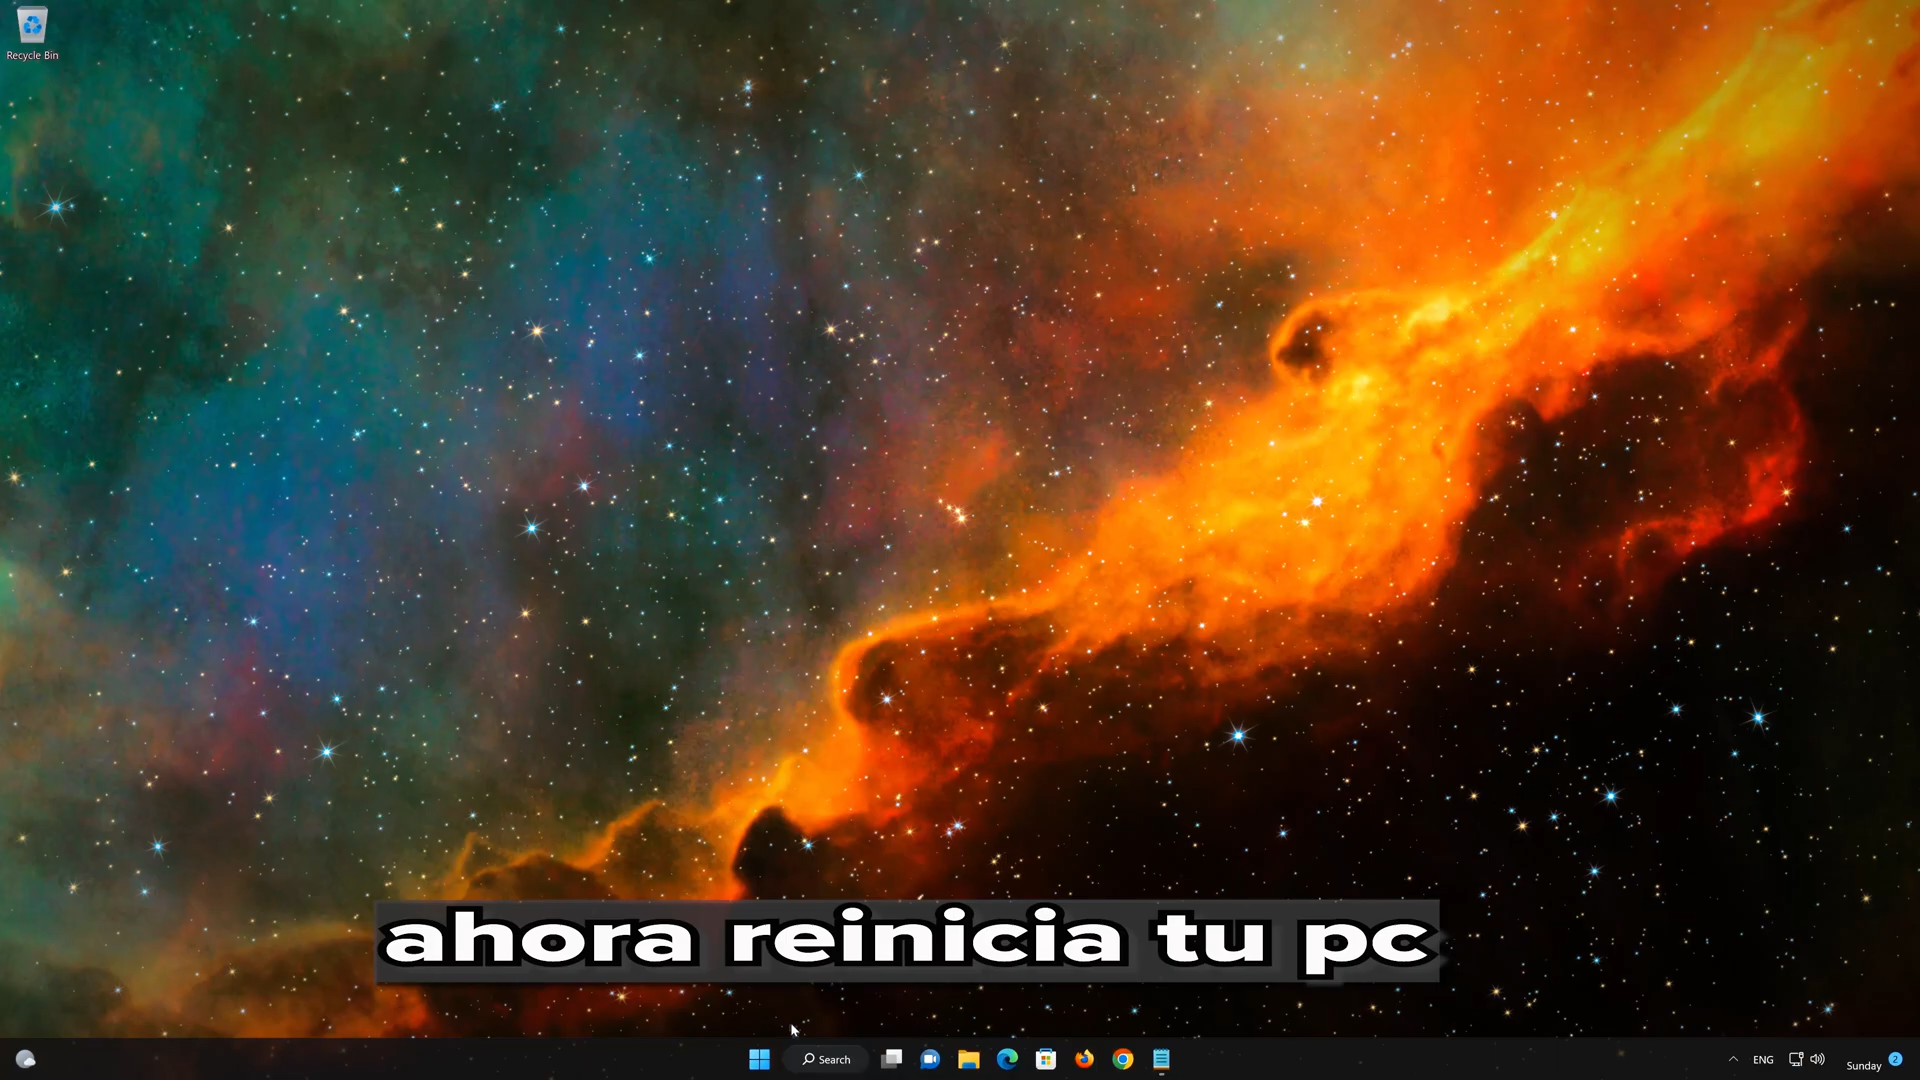 Recycle Bin
ahora reinicia tu pc
Search
ENG
Sunday
2